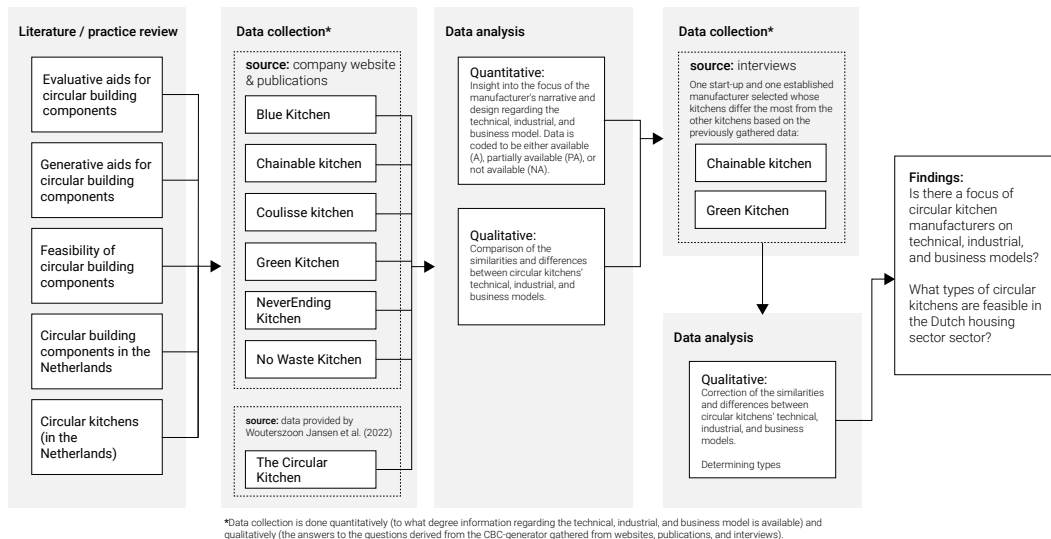 Literature / practice review
Evaluative aids for
circular building
components
Generative aids for
circular building
components
Feasibility of
circular building
components
Circular building
components in the
Netherlands
Circular kitchens
(in the
Netherlands)
Data collection*
source: company website
& publications
Blue Kitchen
Chainable kitchen
Coulisse kitchen
Green Kitchen
NeverEnding
Kitchen
No Waste Kitchen
source: data provided by
Wouterszoon Jansen et al. (2022)
The Circular
Kitchen
Data analysis
Quantitative:
Insight into the focus of the
manufacturer's narrative and
design regarding the
technical, industrial, and
business model. Data is
coded to be either available
(A), partially available (PA), or
not available (NA).
Qualitative:
Comparison of the
similarities and differences
between circular kitchens'
technical, industrial, and
business models.
Data collection*
source: interviews
One start-up and one established
manufacturer selected whose
kitchens differ the most from the
other kitchens based on the
previously gathered data:
Chainable kitchen
Green Kitchen
Data analysis
Qualitative:
Correction of the similarities
and differences between
circular kitchens' technical,
industrial, and business
models.
Determining types
Findings:
Is there a focus of
circular kitchen
manufacturers on
technical, industrial,
and business models?
What types of circular
kitchens are feasible in
the Dutch housing
sector sector?
*Data collection is done quantitatively (to what degree information regarding the technical, industrial, and business model is available) and
qualitatively (the answers to the questions derived from the CBC-generator gathered from websites, publications, and interviews).